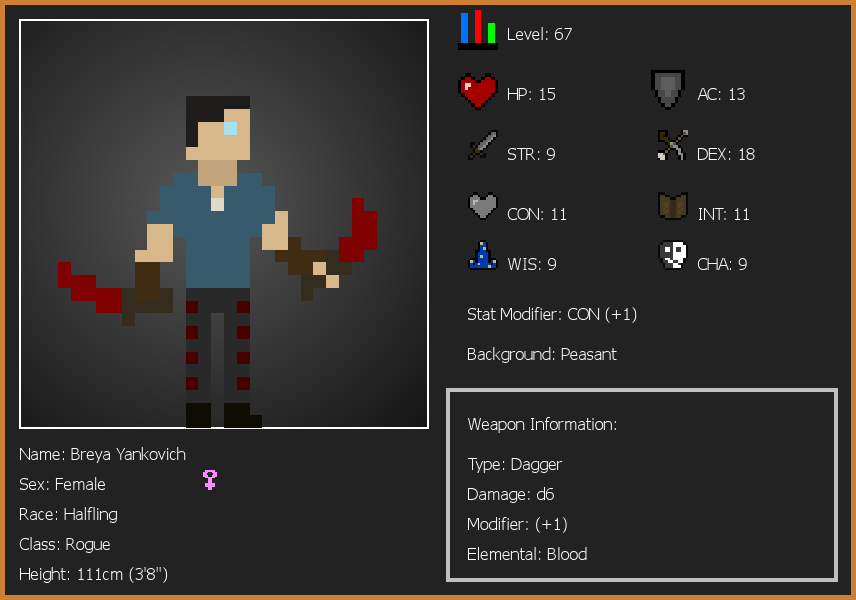 Level: 67
HP: 15
AC: 13
STR: 9
DEX: 18
CON: 11
INT: 11
WIS: 9
CHA: 9
Stat Modifier: CON (+1)
Background: Peasant
Weapon Information:
Type: Dagger
Damage: d6
Modifier: (+1)
Elemental: Blood
Name: Breya Yankovich
Sex: Female
Race: Halfling
Class: Rogue
Height: 111cm (3'8")